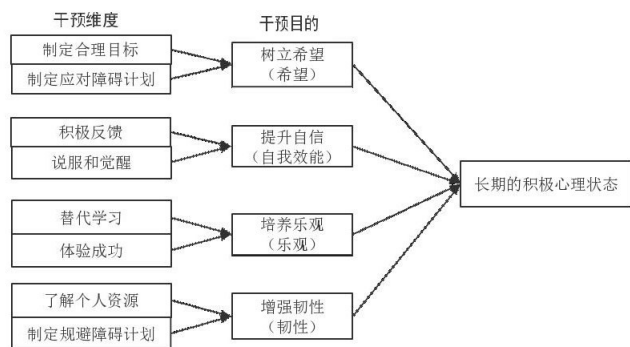 干预维度
干预目的
制定合理目标
制定应对障碍计划
树立希望
（希望）
积极反馈
说服和觉醒
提升自信
（自我效能）
长期的积极心理状态
替代学习
体验成功
培养乐观
（乐观）
了解个人资源
制定规避障碍计划
增强韧性
（韧性）